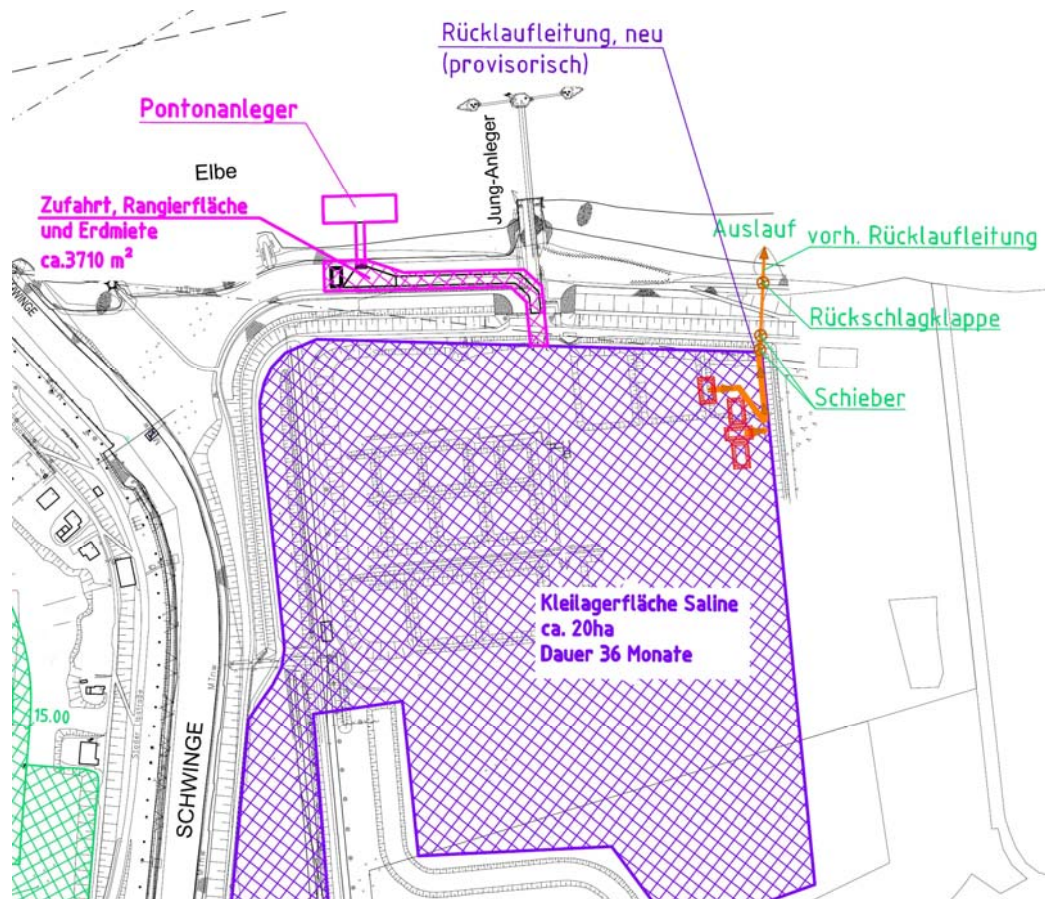 Rücklaufleitung, neu
(provisorisch)
Pontonanleger
Jung-Anleger
Elbe
Zufahrt, Rangierfläche
und Erdmiete
ca.3710 m²
Auslauf
vorh. Rücklaufleitung
Rückschlagklappe
Schieber
SCHWINGE
Kleilagerfläche Saline
ca. 20ha
Dauer 36 Monate
15.00
SCHWINGE